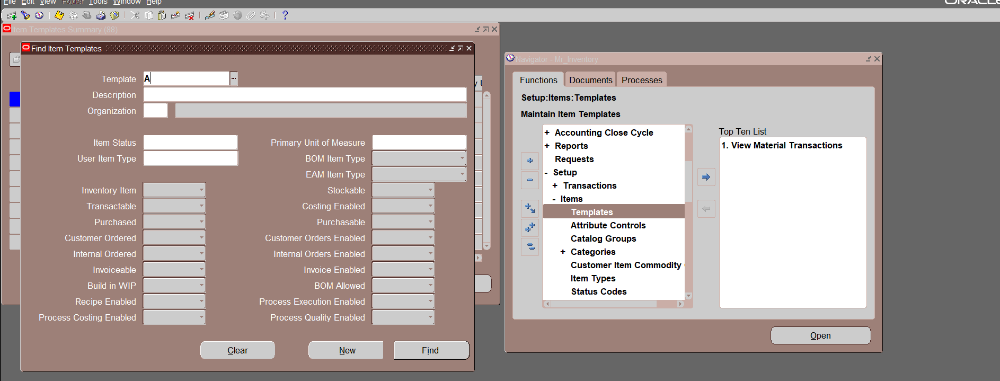 File Edit View Folder Tools Window Help
ORACLE
Item Templates Summary (88)
Find Item Templates
Template A
Description
Organization
Item Status
Primary Unit of Measure
User Item Type
BOM Item Type
EAM Item Type
Inventory Item
Stockable
Transactable
Costing Enabled
Purchased
Purchasable
Customer Ordered
Customer Orders Enabled
Internal Ordered
Internal Orders Enabled
Invoiceable
Invoice Enabled
Build in WIP
BOM Allowed
Recipe Enabled
Process Execution Enabled
Process Costing Enabled
Process Quality Enabled
Clear
New
Find
Navigator - Mr_Inventory
Functions Documents Processes
Setup:Items:Templates
Maintain Item Templates
+ Accounting Close Cycle
+ Reports
Requests
- Setup
+ Transactions
- Items
Templates
Attribute Controls
Catalog Groups
+ Categories
Customer Item Commodity
Item Types
Status Codes
Top Ten List
1. View Material Transactions
Open